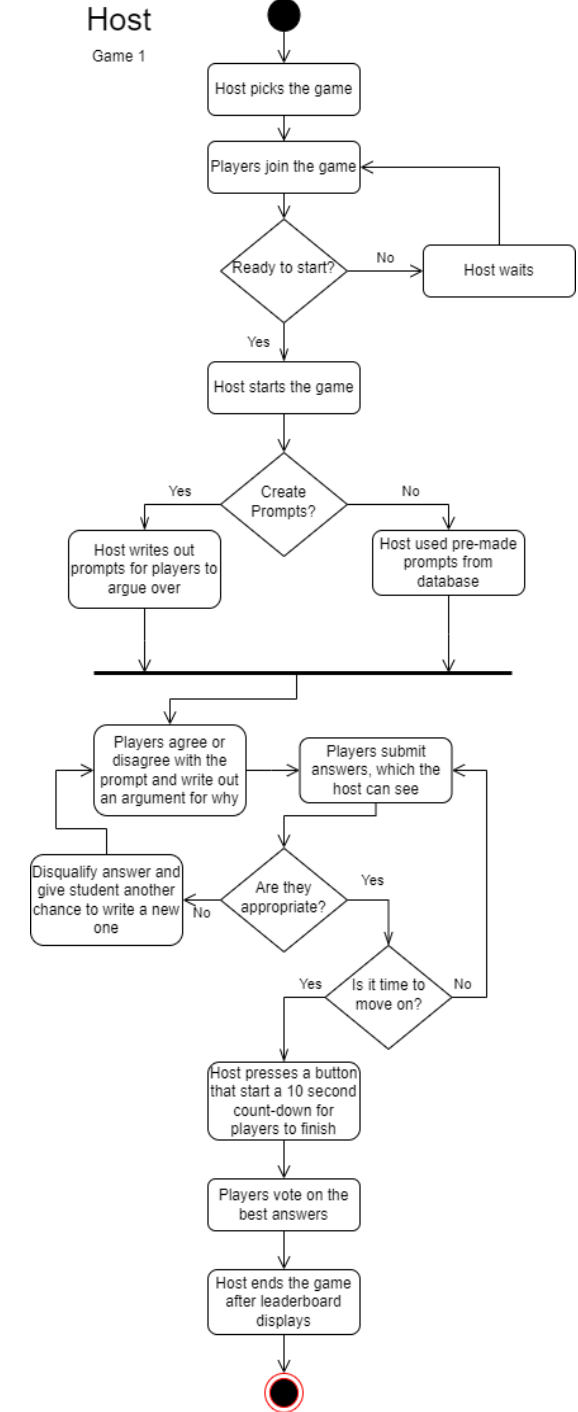 Host
Game 1
Host picks the game
Players join the game
Ready to start?
No
Host waits
Yes
Host starts the game
Create
Prompts?
Yes
No
Host writes out
prompts for players to
argue over
Host used pre-made
prompts from
database
Players agree or
disagree with the
prompt and write out
an argument for why
Players submit
answers, which the
host can see
Are they
appropriate?
Yes
No
Disqualify answer and
give student another
chance to write a new
one
Is it time to
move on?
Yes
No
Host presses a button
that start a 10 second
count-down for
players to finish
Players vote on the
best answers
Host ends the game
after leaderboard
displays